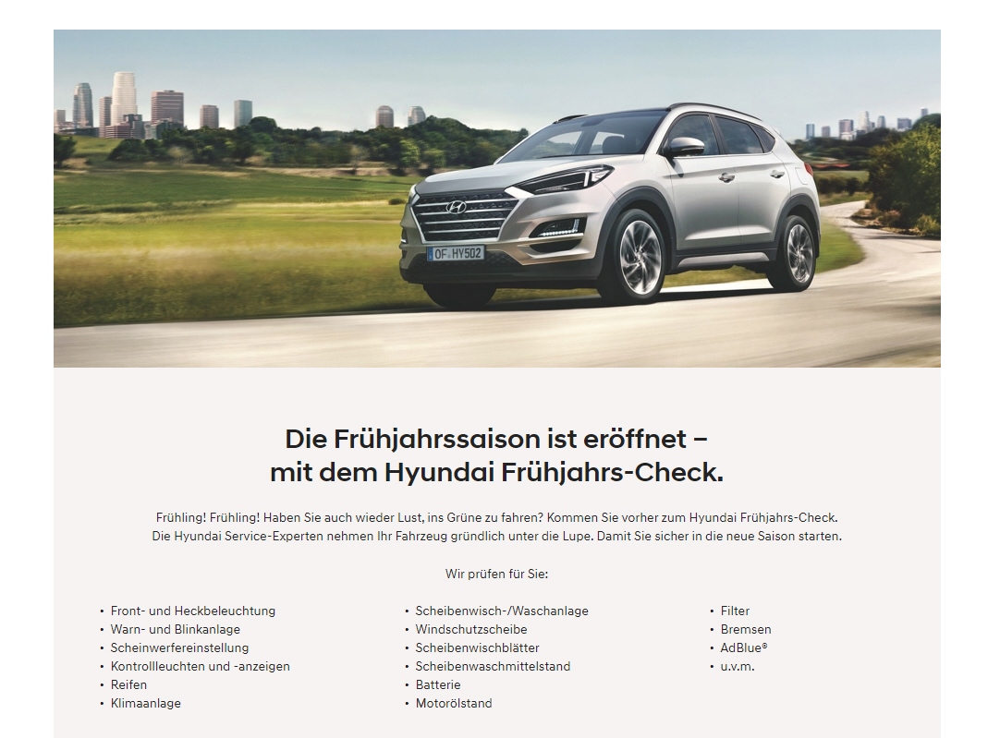 OF HY502
Die Frühjahrssaison ist eröffnet –
mit dem Hyundai Frühjahrs-Check.
Frühling! Frühling! Haben Sie auch wieder Lust, ins Grüne zu fahren? Kommen Sie vorher zum Hyundai Frühjahrs-Check.
Die Hyundai Service-Experten nehmen Ihr Fahrzeug gründlich unter die Lupe. Damit Sie sicher in die neue Saison starten.
Wir prüfen für Sie:
• Front- und Heckbeleuchtung
• Warn- und Blinkanlage
• Scheinwerfereinstellung
• Kontrollleuchten und -anzeigen
• Reifen
• Klimaanlage
• Scheibenwisch-/Waschanlage
• Windschutzscheibe
• Scheibenwischblätter
• Scheibenwaschmittelstand
• Batterie
• Motorölstand
• Filter
• Bremsen
• AdBlue®
• u.v.m.